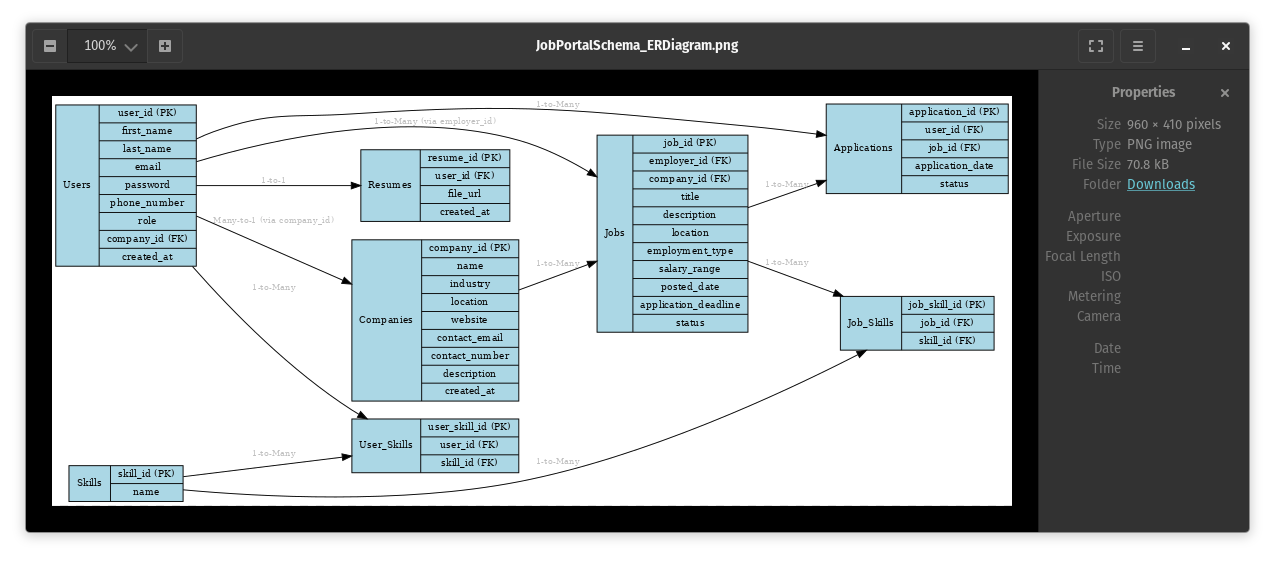 100%
JobPortalSchema_ERDiagram.png
Users
user_id (PK)
first_name
last_name
email
password
phone_number
role
company_id (FK)
created_at
1-to-Many
1-to-Many (via employer_id)
1-to-1
Many-to-1 (via company_id)
1-to-Many
Resumes
resume_id (PK)
user_id (FK)
file_url
created_at
Companies
company_id (PK)
name
industry
location
website
contact_email
contact_number
description
created_at
1-to-Many
User_Skills
user_skill_id (PK)
user_id (FK)
skill_id (FK)
Skills
skill_id (PK)
name
1-to-Many
1-to-Many
Jobs
job_id (PK)
employer_id (FK)
company_id (FK)
title
description
location
employment_type
salary_range
posted_date
application_deadline
status
1-to-Many
1-to-Many
Applications
application_id (PK)
user_id (FK)
job_id (FK)
application_date
status
Job_Skills
job_skill_id (PK)
job_id (FK)
skill_id (FK)
Properties
Size 960 × 410 pixels
Type PNG image
File Size 70.8 kB
Folder Downloads
Aperture
Exposure
Focal Length
ISO
Metering
Camera
Date
Time